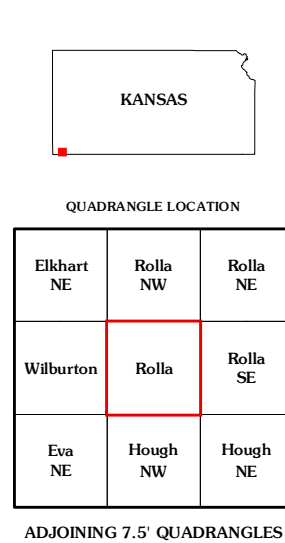 KANSAS
QUADRANGLE LOCATION
Elkhart
NE
Rolla
NW
Rolla
NE
Wilburton
Rolla
Rolla
SE
Eva
NE
Hough
NW
Hough
NE
ADJOINING 7.5' QUADRANGLES